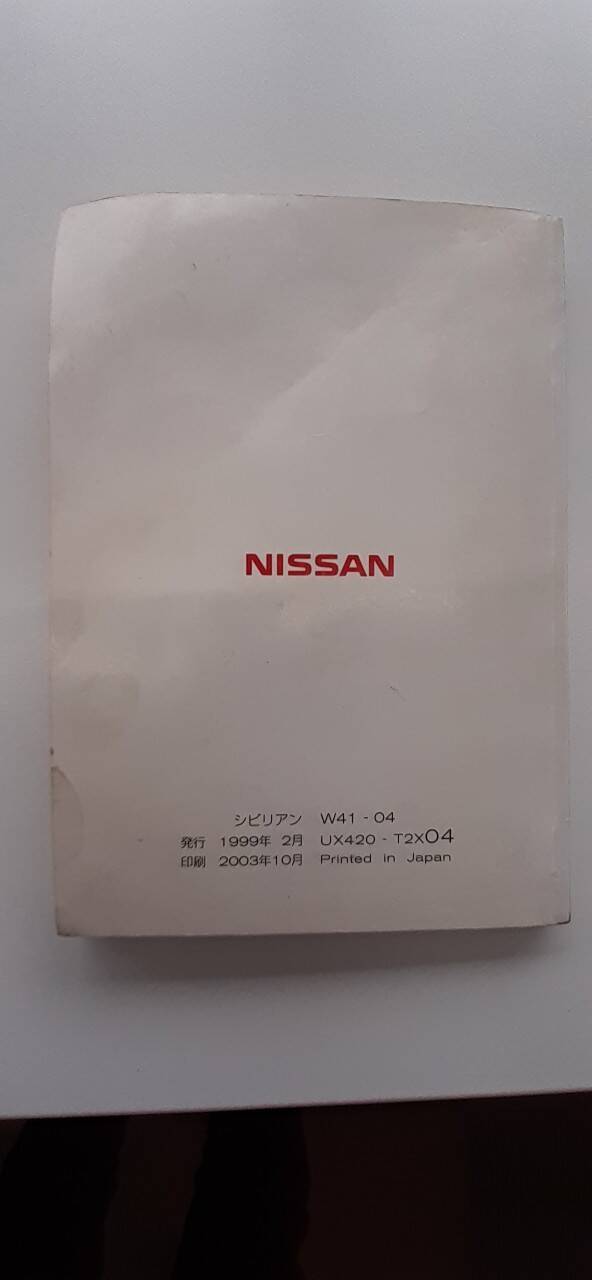 NISSAN
シビリアン W41 - 04
発行 1999年 2月 UX420 - T2X04
印刷 2003年10月 Printed in Japan